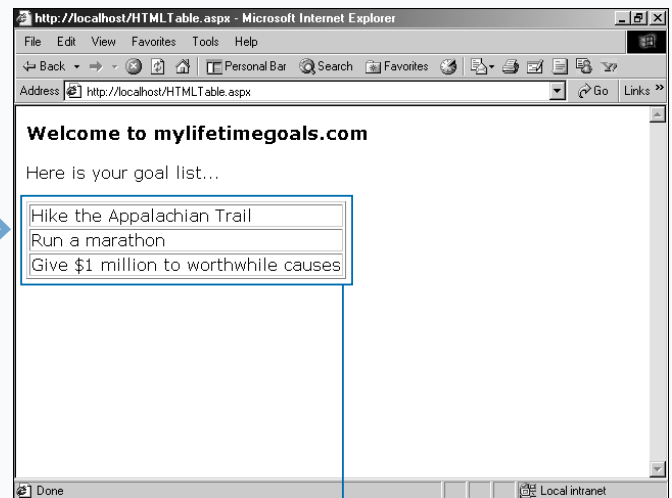 http://localhost/HTMLTable.aspx - Microsoft Internet Explorer
File Edit View Favorites Tools Help
Back Personal Bar Search Favorites
Address http://localhost/HTMLTable.aspx Go Links »
Welcome to mylifetimegoals.com
Here is your goal list...
Hike the Appalachian Trail
Run a marathon
Give $1 million to worthwhile causes
Done Local intranet